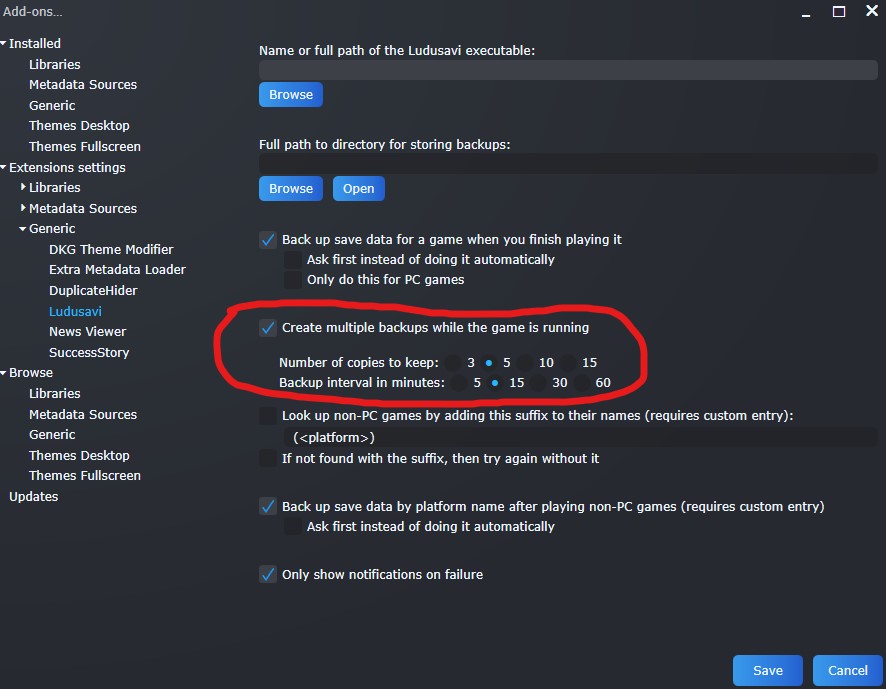 Add-ons...
Installed
Libraries
Metadata Sources
Generic
Themes Desktop
Themes Fullscreen
Extensions settings
Libraries
Metadata Sources
Generic
DKG Theme Modifier
Extra Metadata Loader
DuplicateHider
Ludusavi
News Viewer
SuccessStory
Browse
Libraries
Metadata Sources
Generic
Themes Desktop
Themes Fullscreen
Updates
Name or full path of the Ludusavi executable:
Browse
Full path to directory for storing backups:
Browse Open
Back up save data for a game when you finish playing it
Ask first instead of doing it automatically
Only do this for PC games
Create multiple backups while the game is running
Number of copies to keep: 3 5 10 15
Backup interval in minutes: 5 15 30 60
Look up non-PC games by adding this suffix to their names (requires custom entry):
(<platform>)
If not found with the suffix, then try again without it
Back up save data by platform name after playing non-PC games (requires custom entry)
Ask first instead of doing it automatically
Only show notifications on failure
Save Cancel